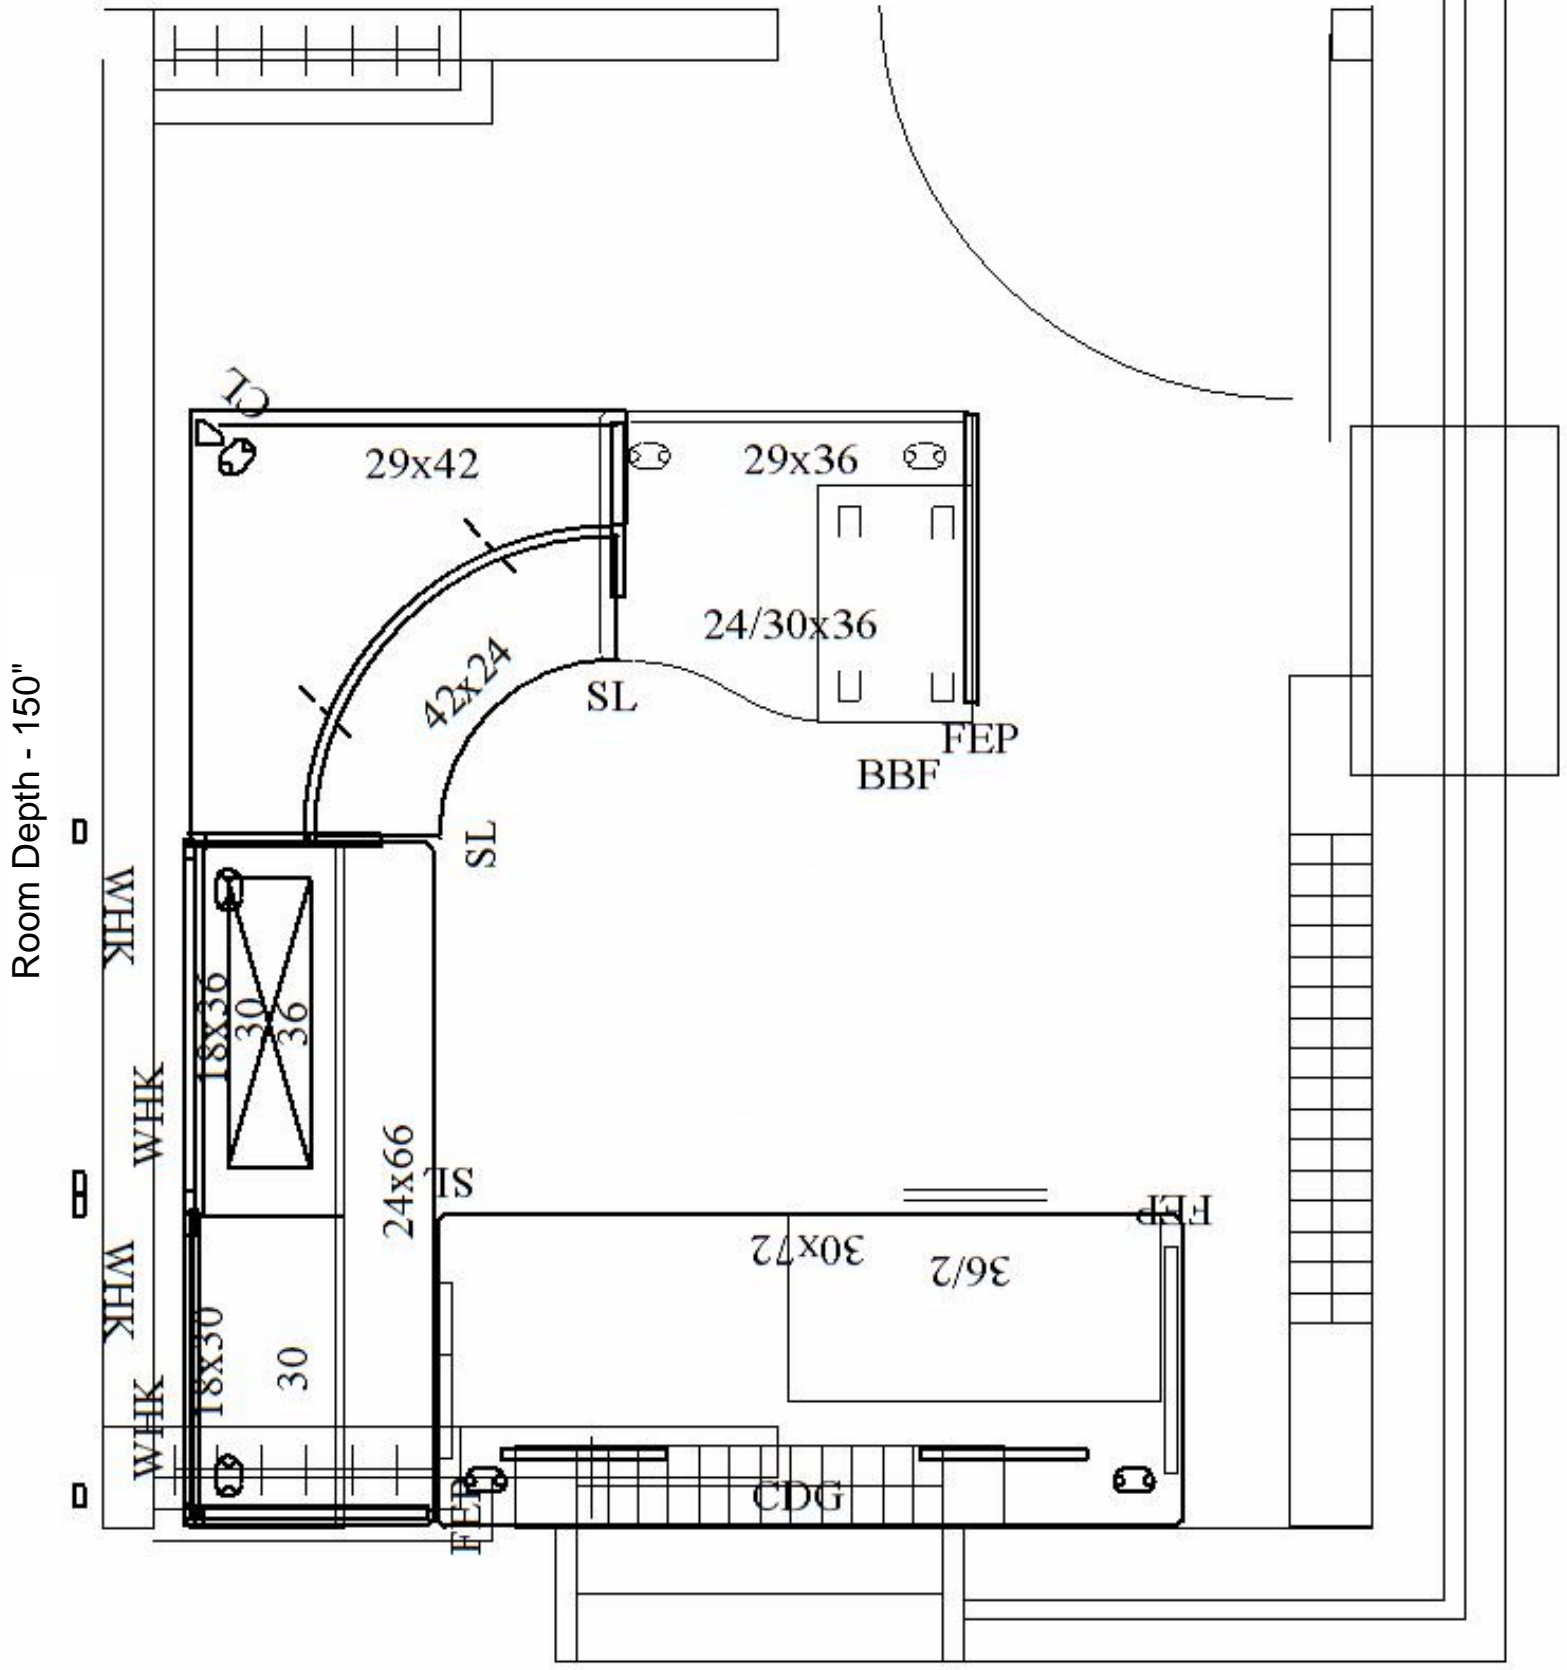 CL
29x42
29x36
24/30x36
42x24
SL
FEP
BBF
SL
Room Depth - 150"
WHK
18x36
30
36
WHK
24x66
SL
FEP
30x72
36/2
WHK
18x30
30
WHK
CDG
FEP